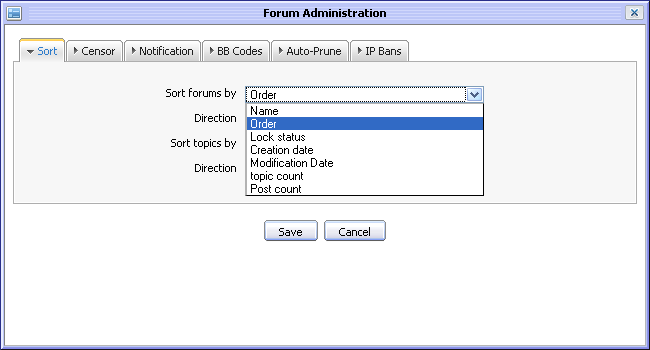 Forum Administration
Sort Censor Notification BB Codes Auto-Prune IP Bans
Sort forums by Order
Name
Direction
Order
Lock status
Sort topics by
Creation date
Modification Date
Direction
topic count
Post count
Save Cancel